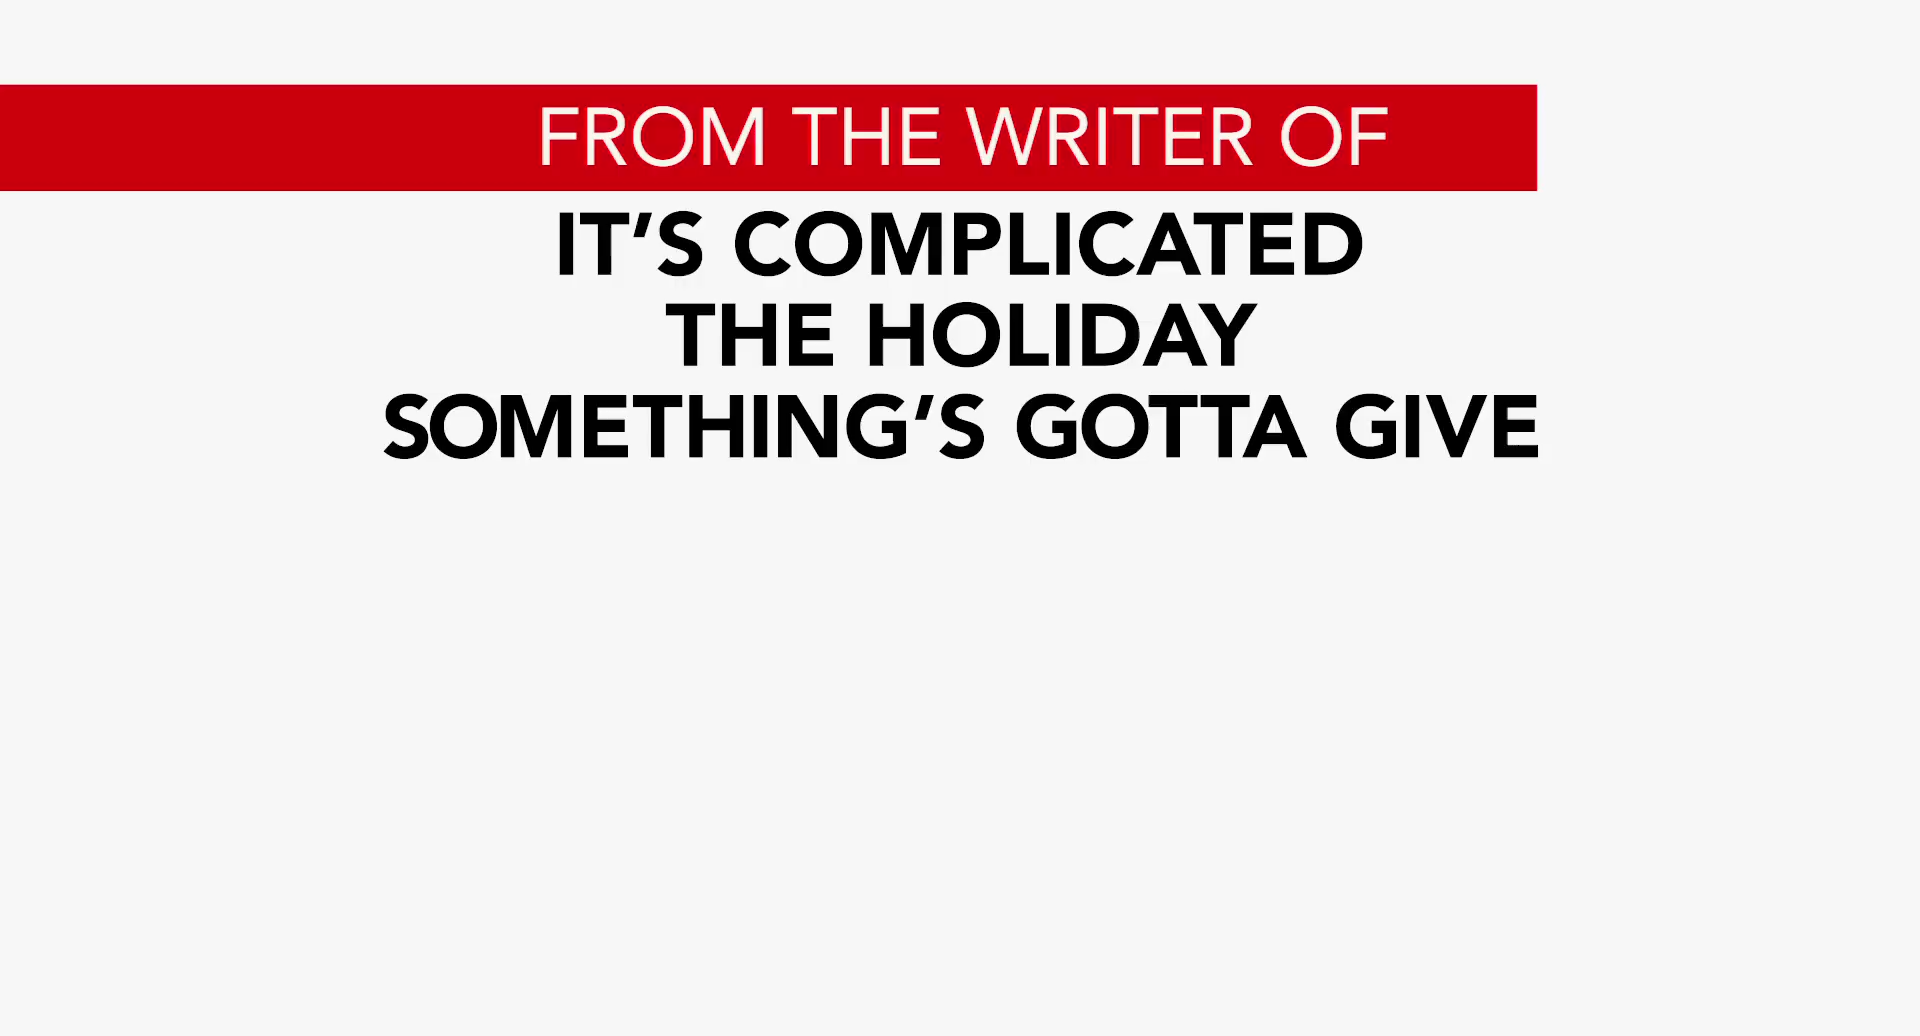 FROM THE WRITER OF
IT’S COMPLICATED
THE HOLIDAY
SOMETHING’S GOTTA GIVE